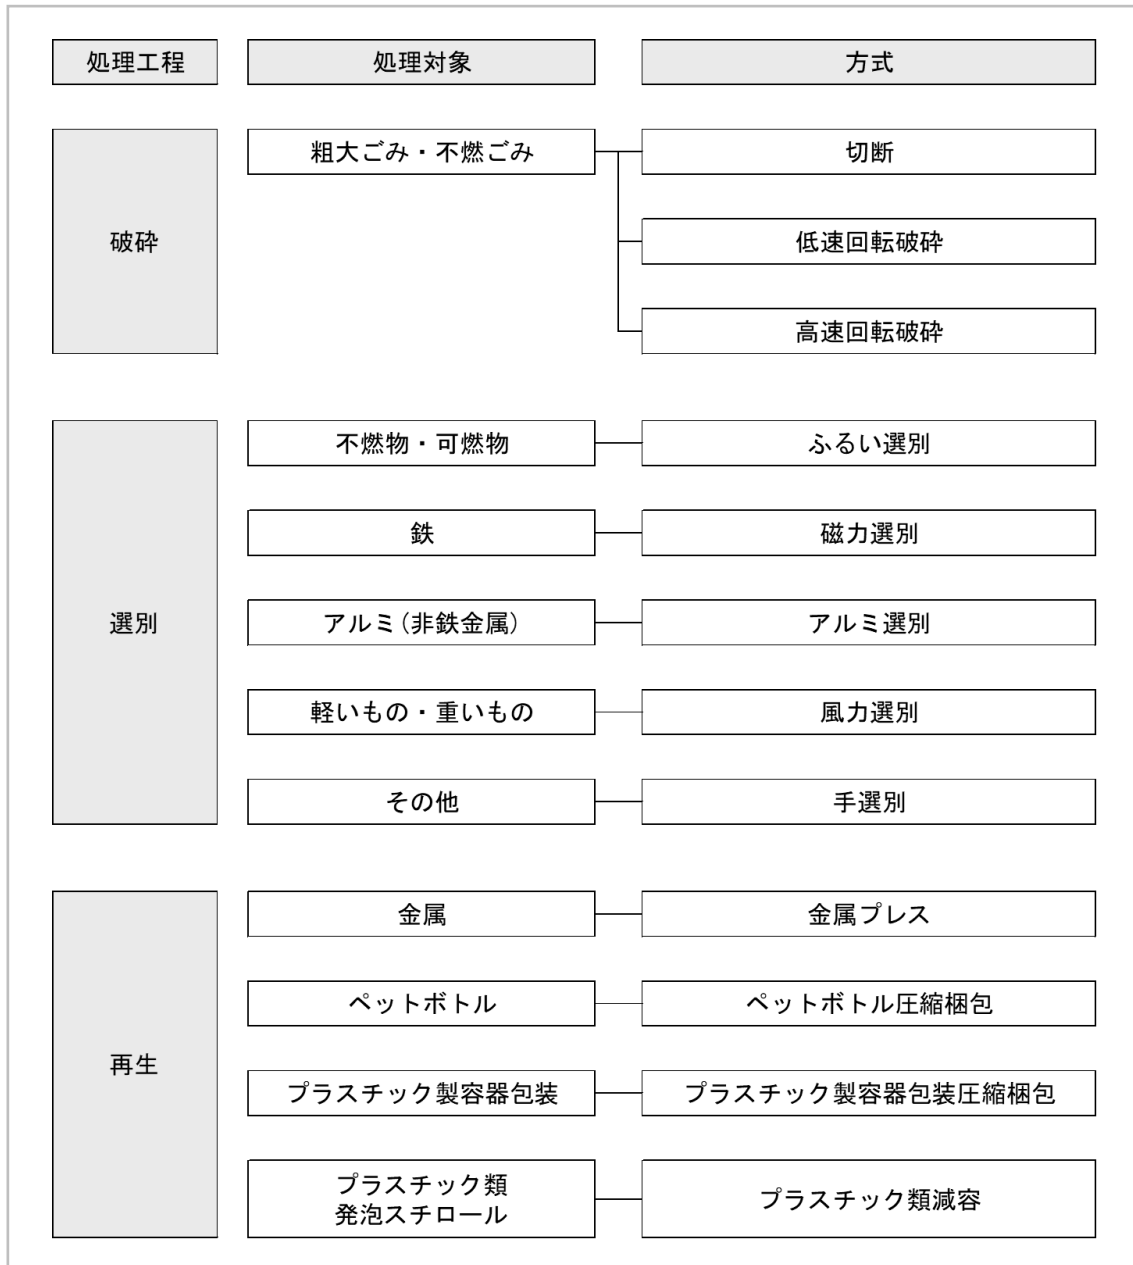 処理工程
処理対象
方式
破砕
粗大ごみ・不燃ごみ
切断
低速回転破砕
高速回転破砕
選別
不燃物・可燃物
ふるい選別
鉄
磁力選別
アルミ(非鉄金属)
アルミ選別
軽いもの・重いもの
風力選別
その他
手選別
再生
金属
金属プレス
ペットボトル
ペットボトル圧縮梱包
プラスチック製容器包装
プラスチック製容器包装圧縮梱包
プラスチック類
発泡スチロール
プラスチック類減容